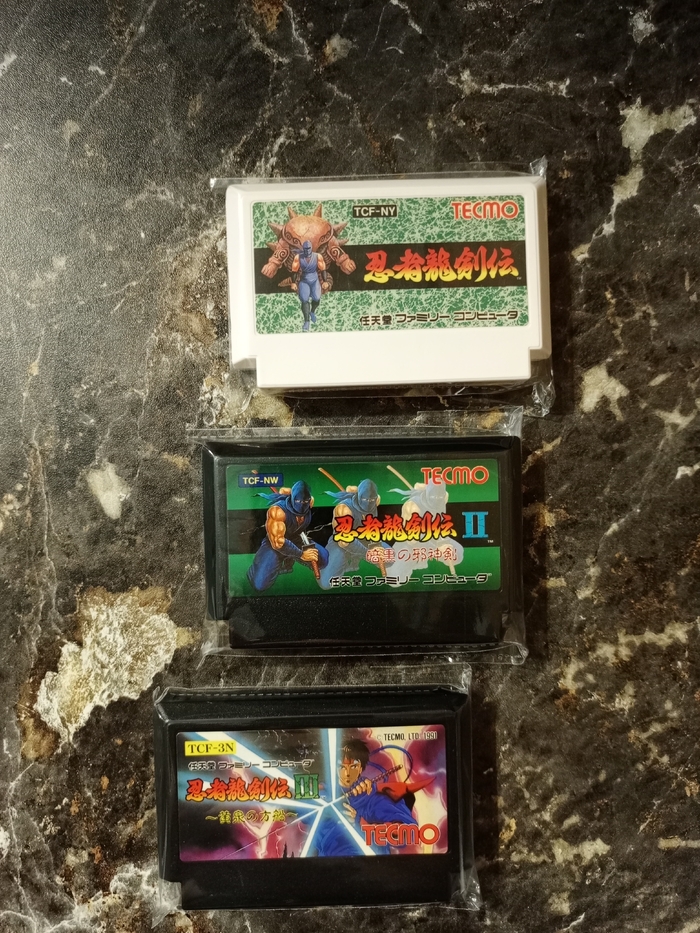 TCF-NY TECMO
忍者龍剣伝
任天堂 ファミリー コンピュータ
TCF-NW TECMO
忍者龍剣伝 II
暗黒の邪神剣
任天堂 ファミリー コンピュータ
TCF-3N © TECMO, LTD. 1991
任天堂 ファミリー コンピュータ
忍者龍剣伝 III
TECMO